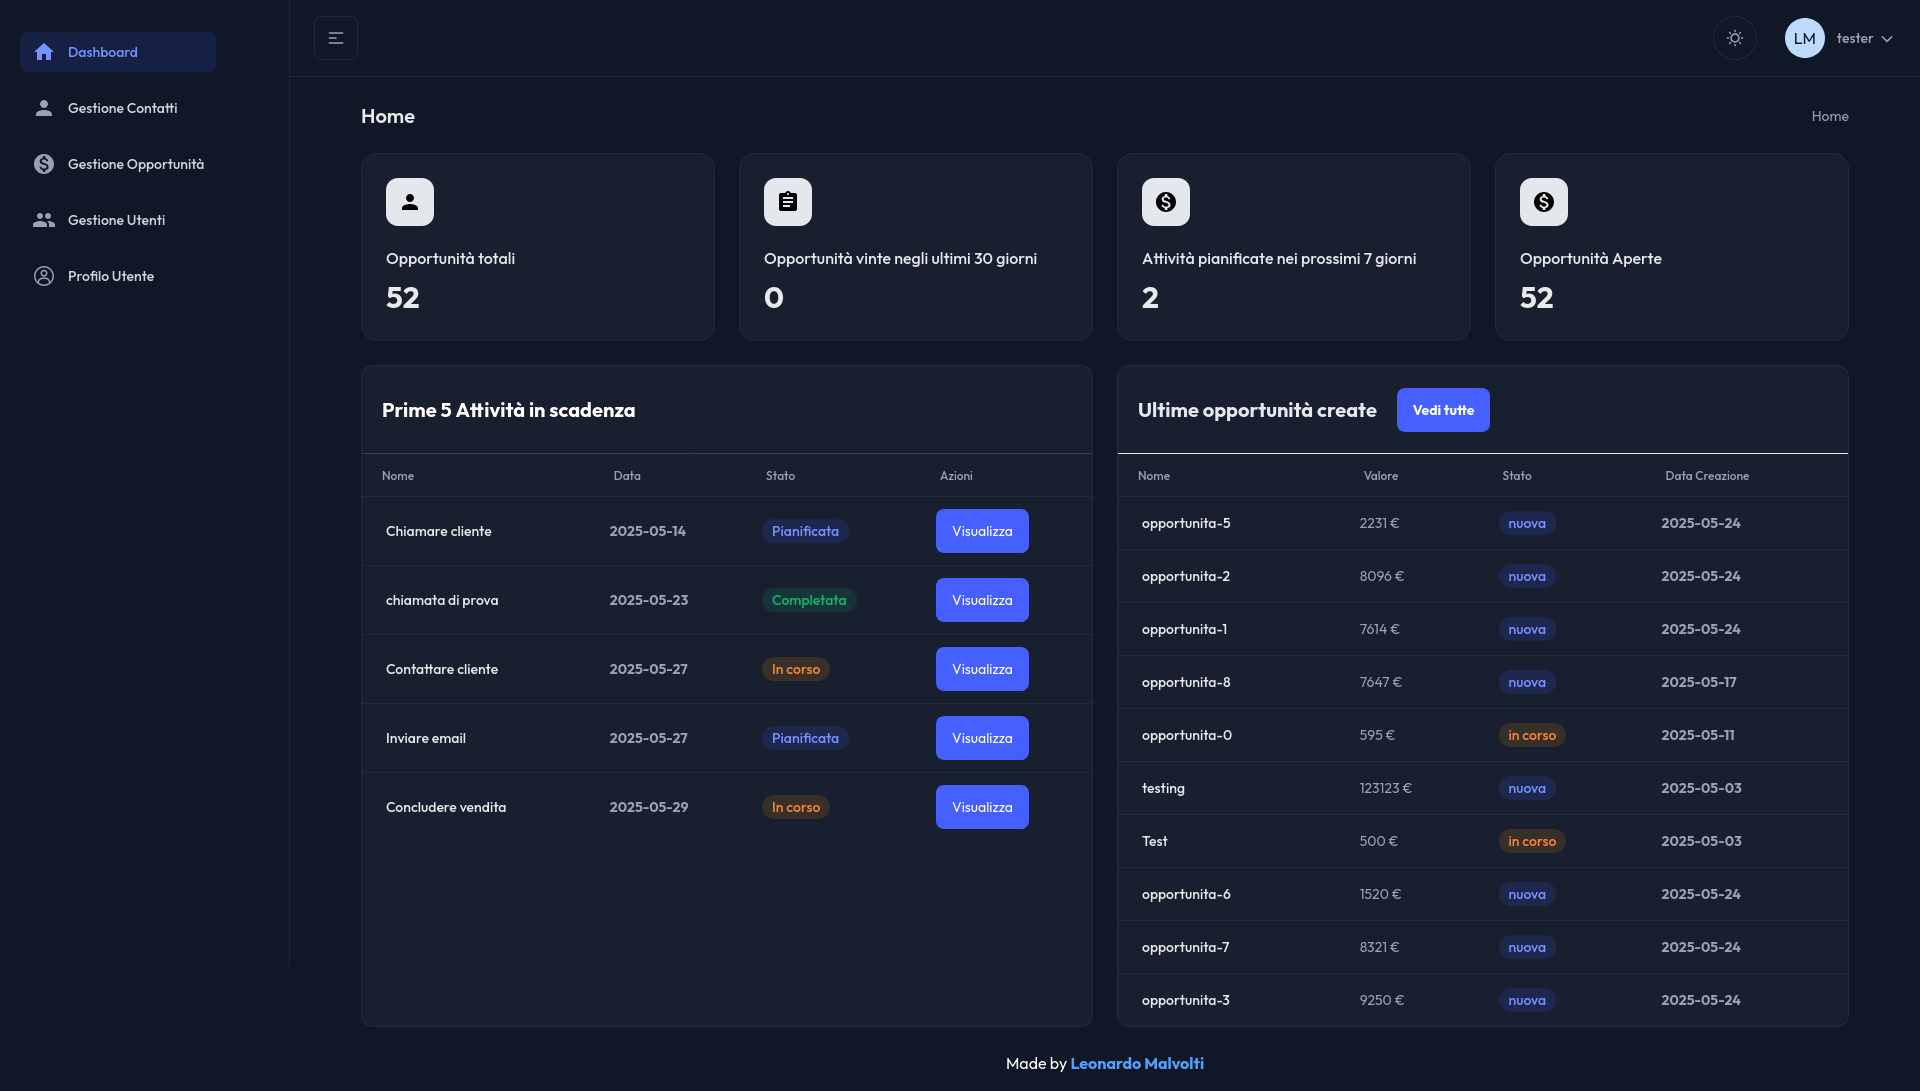 Dashboard
Gestione Contatti
Gestione Opportunità
Gestione Utenti
Profilo Utente
LM tester
Home
Home
Opportunità totali
52
Opportunità vinte negli ultimi 30 giorni
0
Attività pianificate nei prossimi 7 giorni
2
Opportunità Aperte
52
Prime 5 Attività in scadenza
Nome Data Stato Azioni
Chiamare cliente 2025-05-14 Pianificata Visualizza
chiamata di prova 2025-05-23 Completata Visualizza
Contattare cliente 2025-05-27 In corso Visualizza
Inviare email 2025-05-27 Pianificata Visualizza
Concludere vendita 2025-05-29 In corso Visualizza
Ultime opportunità create Vedi tutte
Nome Valore Stato Data Creazione
opportunita-5 2231 € nuova 2025-05-24
opportunita-2 8096 € nuova 2025-05-24
opportunita-1 7614 € nuova 2025-05-24
opportunita-8 7647 € nuova 2025-05-17
opportunita-0 595 € in corso 2025-05-11
testing 123123 € nuova 2025-05-03
Test 500 € in corso 2025-05-03
opportunita-6 1520 € nuova 2025-05-24
opportunita-7 8321 € nuova 2025-05-24
opportunita-3 9250 € nuova 2025-05-24
Made by Leonardo Malvolti